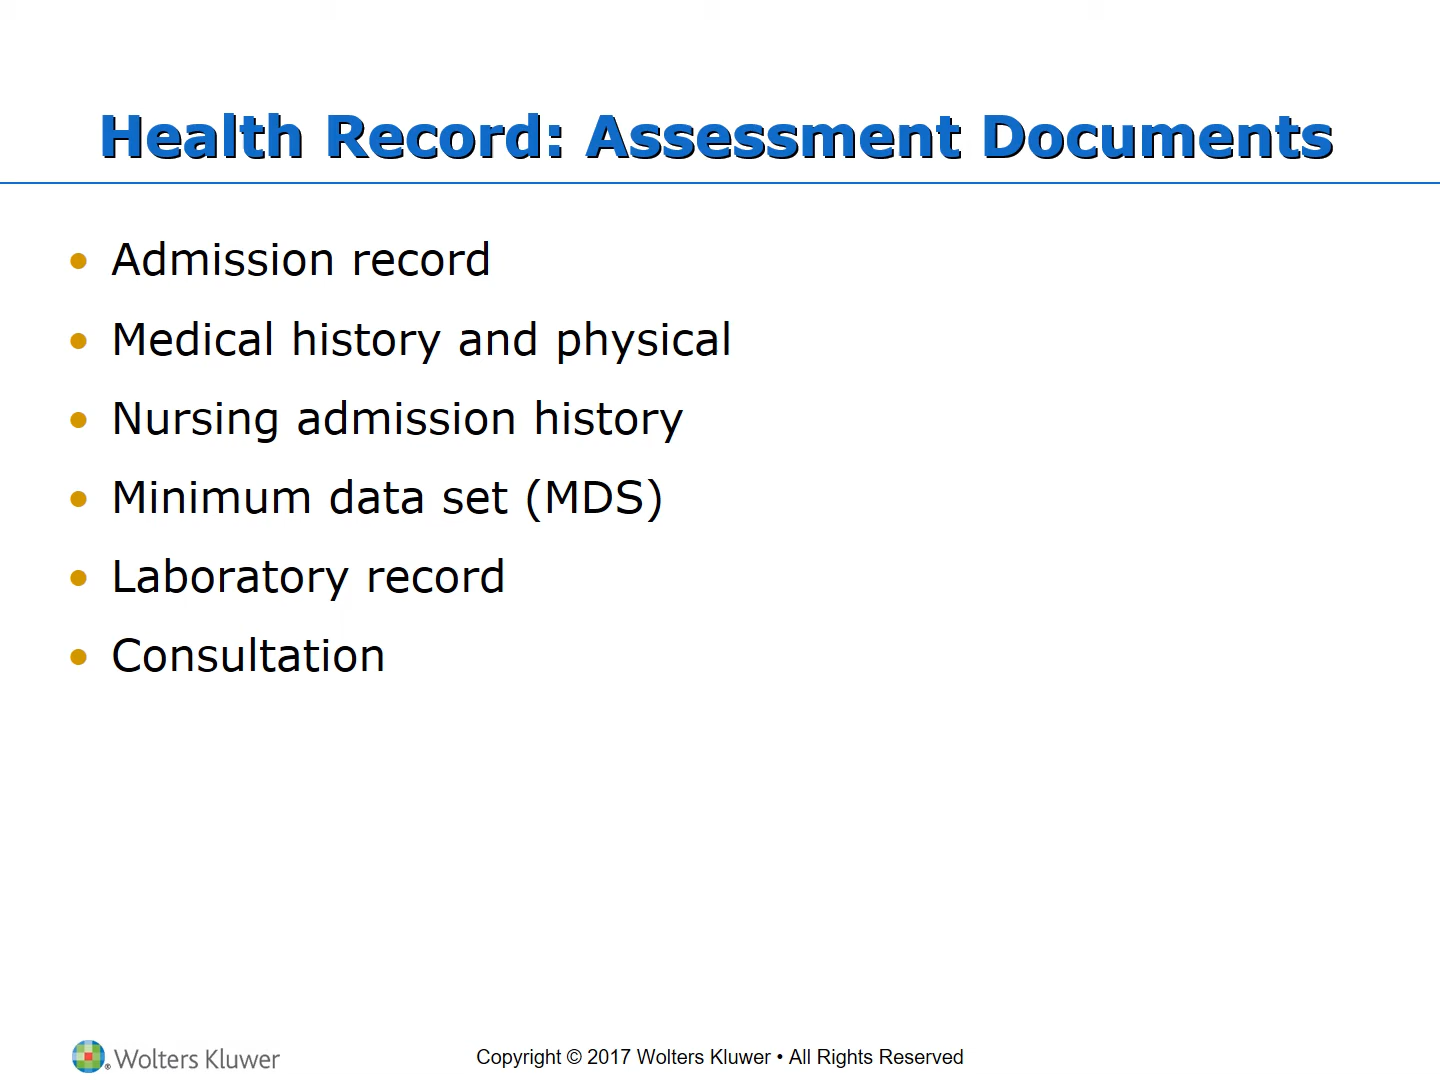 Health Record: Assessment Documents
• Admission record
• Medical history and physical
• Nursing admission history
• Minimum data set (MDS)
• Laboratory record
• Consultation
® Wolters Kluwer
Copyright © 2017 Wolters Kluwer • All Rights Reserved